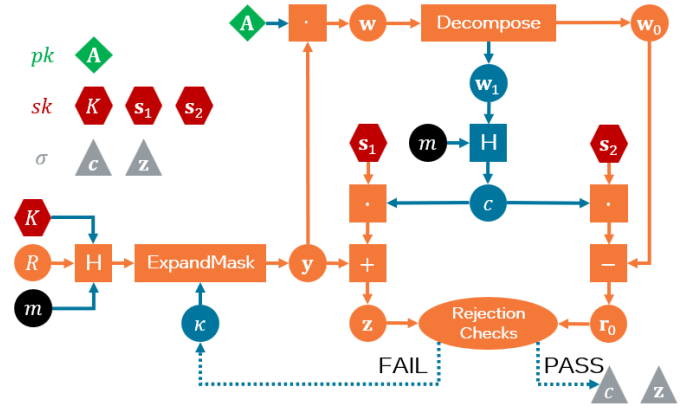 A · w Decompose w₀
pk A
w₁
sk K s₁ s₂
s₁ m H s₂
σ c z
· c ·
K
R H ExpandMask y + −
m κ z Rejection r₀
Checks
FAIL PASS
c z